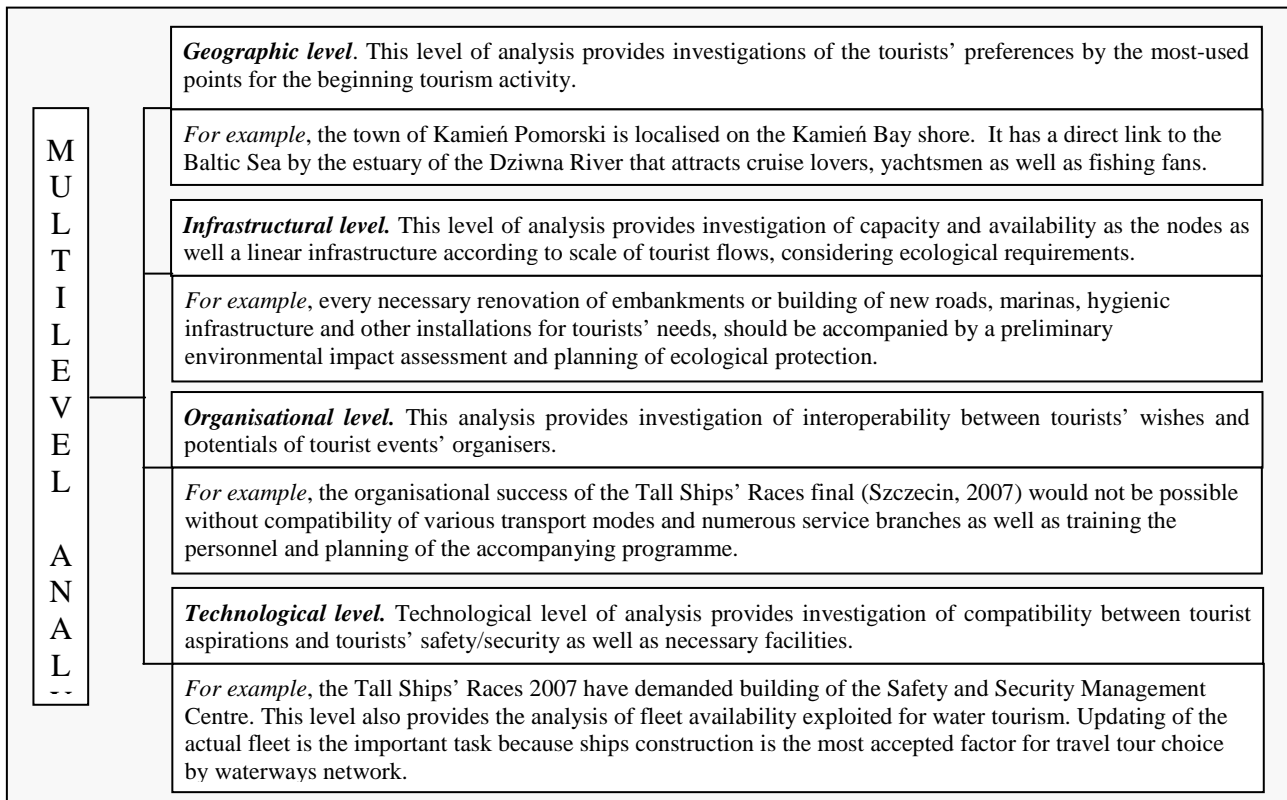 MULTILEVEL ANAL
Geographic level. This level of analysis provides investigations of the tourists’ preferences by the most-used
points for the beginning tourism activity.
For example, the town of Kamień Pomorski is localised on the Kamień Bay shore. It has a direct link to the
Baltic Sea by the estuary of the Dziwna River that attracts cruise lovers, yachtsmen as well as fishing fans.
Infrastructural level. This level of analysis provides investigation of capacity and availability as the nodes as
well a linear infrastructure according to scale of tourist flows, considering ecological requirements.
For example, every necessary renovation of embankments or building of new roads, marinas, hygienic
infrastructure and other installations for tourists’ needs, should be accompanied by a preliminary
environmental impact assessment and planning of ecological protection.
Organisational level. This analysis provides investigation of interoperability between tourists’ wishes and
potentials of tourist events’ organisers.
For example, the organisational success of the Tall Ships’ Races final (Szczecin, 2007) would not be possible
without compatibility of various transport modes and numerous service branches as well as training the
personnel and planning of the accompanying programme.
Technological level. Technological level of analysis provides investigation of compatibility between tourist
aspirations and tourists’ safety/security as well as necessary facilities.
For example, the Tall Ships’ Races 2007 have demanded building of the Safety and Security Management
Centre. This level also provides the analysis of fleet availability exploited for water tourism. Updating of the
actual fleet is the important task because ships construction is the most accepted factor for travel tour choice
by waterways network.